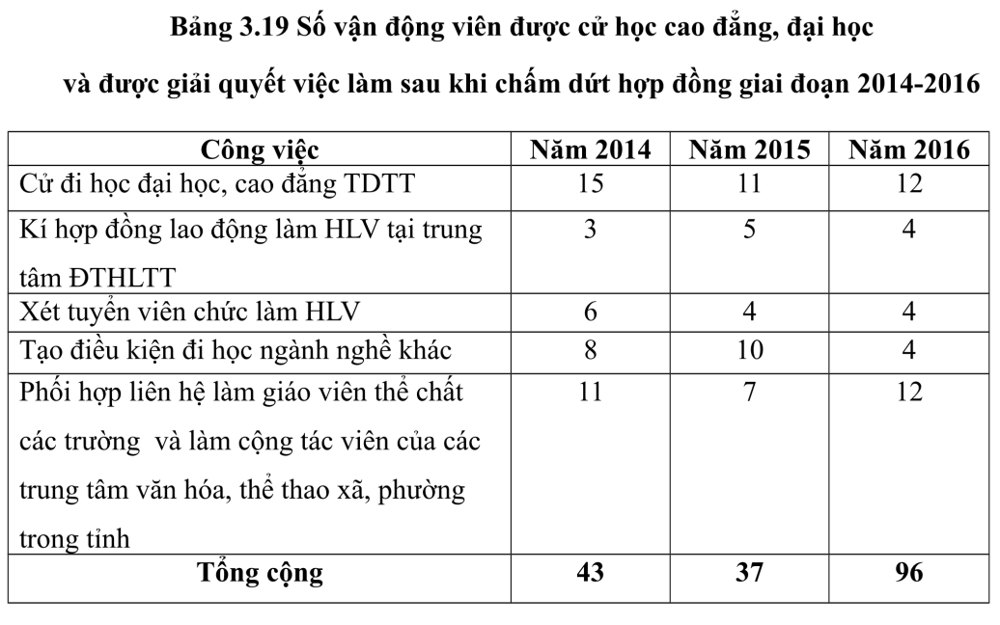 Bảng 3.19 Số vận động viên được cử học cao đẳng, đại học
và được giải quyết việc làm sau khi chấm dứt hợp đồng giai đoạn 2014-2016
Công việc Năm 2014 Năm 2015 Năm 2016
Cử đi học đại học, cao đẳng TDTT 15 11 12
Kí hợp đồng lao động làm HLV tại trung 3 5 4
tâm ĐTHLTT
Xét tuyển viên chức làm HLV 6 4 4
Tạo điều kiện đi học ngành nghề khác 8 10 4
Phối hợp liên hệ làm giáo viên thể chất 11 7 12
các trường và làm cộng tác viên của các
trung tâm văn hóa, thể thao xã, phường
trong tỉnh
Tổng cộng 43 37 96